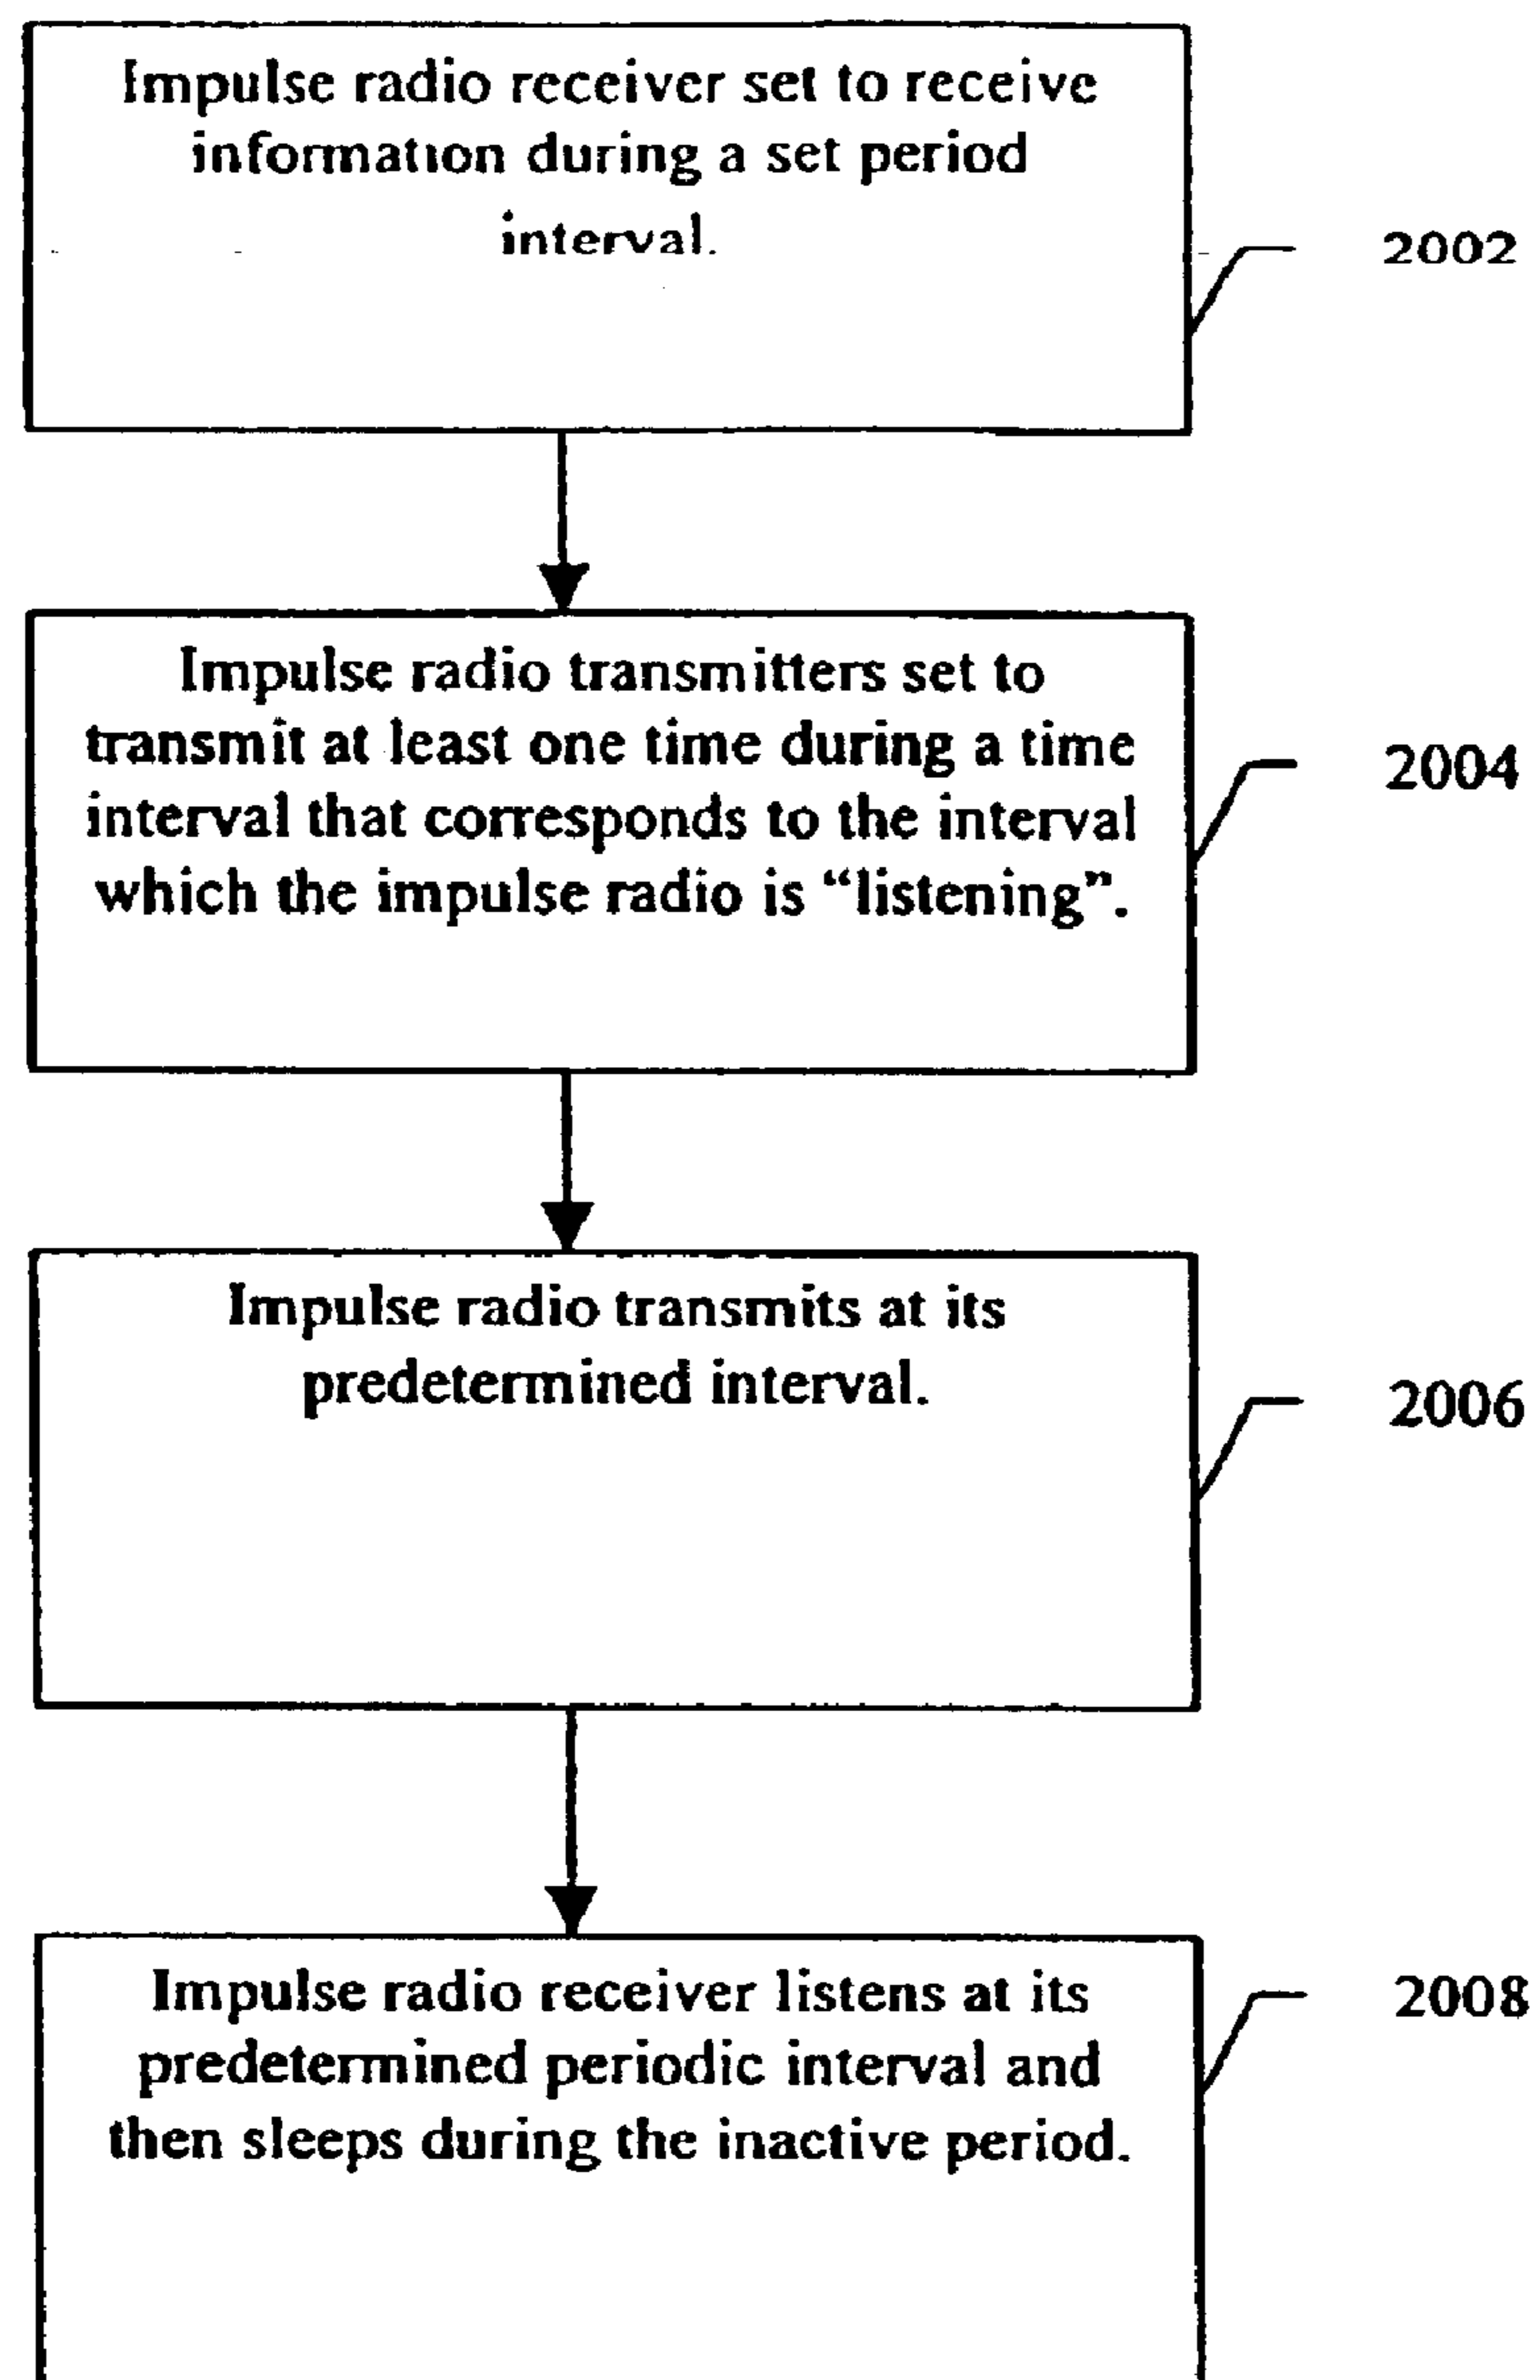 Impulse radio receiver set to receive
information during a set period
interval.
2002
Impulse radio transmitters set to
transmit at least one time during a time
interval that corresponds to the interval
which the impulse radio is “listening”.
2004
Impulse radio transmits at its
predetermined interval.
2006
Impulse radio receiver listens at its
predetermined periodic interval and
then sleeps during the inactive period.
2008